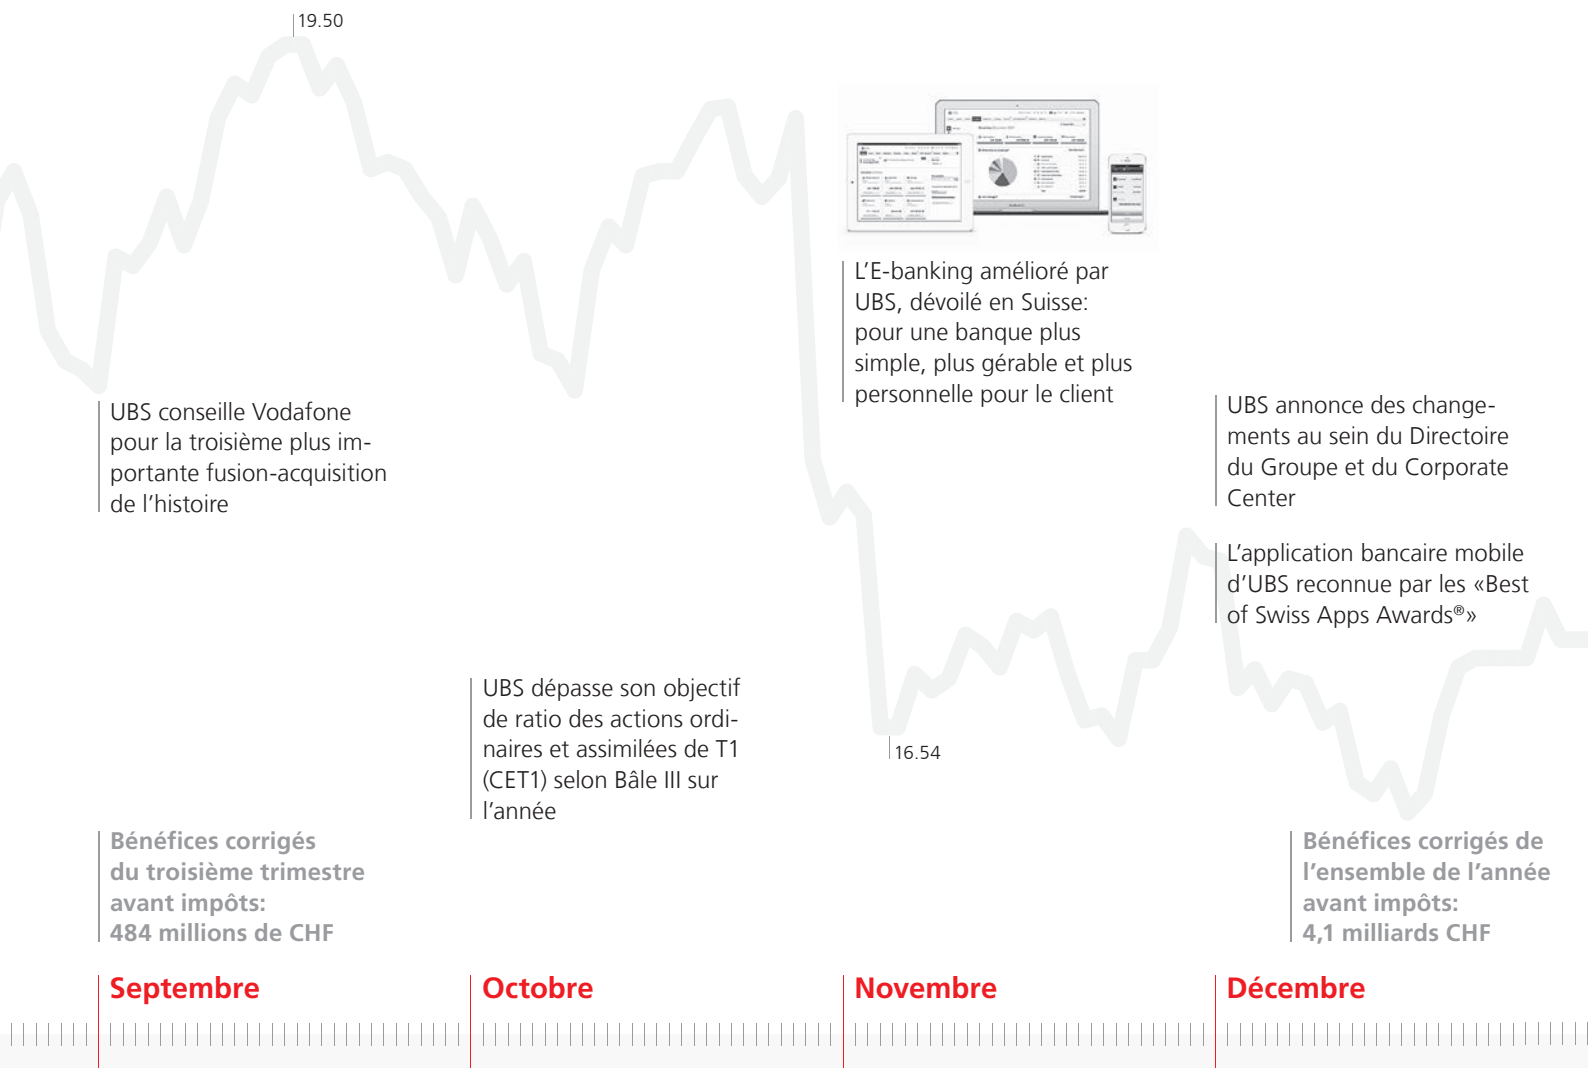 19.50
L’E-banking amélioré par
UBS, dévoilé en Suisse:
pour une banque plus
simple, plus gérable et plus
personnelle pour le client
UBS conseille Vodafone
pour la troisième plus im-
portante fusion-acquisition
de l’histoire
UBS annonce des change-
ments au sein du Directoire
du Groupe et du Corporate
Center
L’application bancaire mobile
d’UBS reconnue par les «Best
of Swiss Apps Awards®»
UBS dépasse son objectif
de ratio des actions ordi-
naires et assimilées de T1
(CET1) selon Bâle III sur
l’année
16.54
Bénéfices corrigés
du troisième trimestre
avant impôts:
484 millions de CHF
Bénéfices corrigés de
l’ensemble de l’année
avant impôts:
4,1 milliards CHF
Septembre
Octobre
Novembre
Décembre